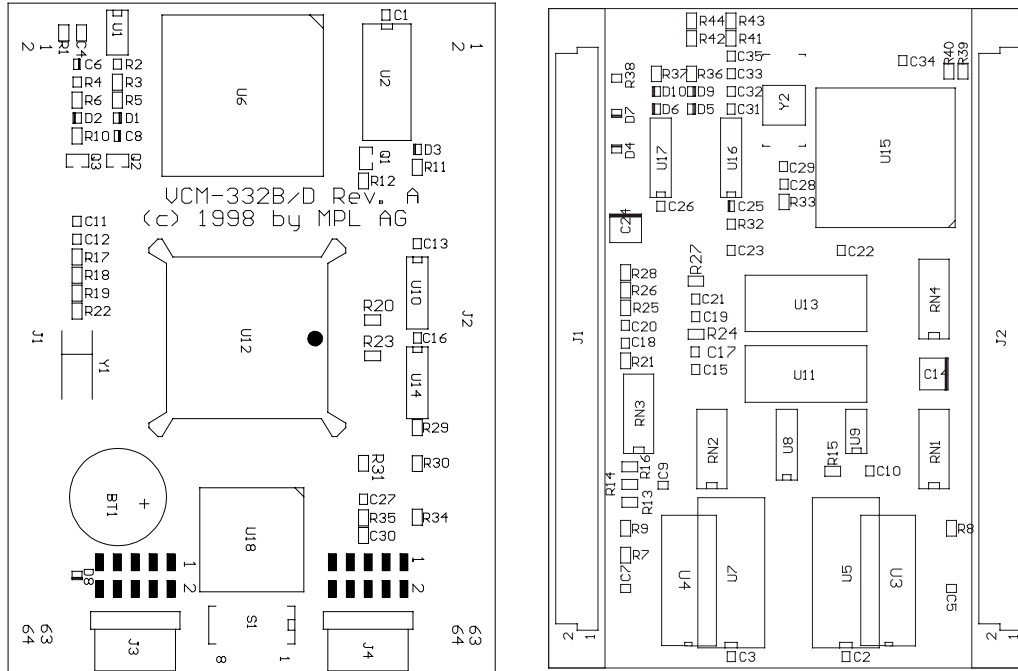 C1
R1
C4
U1
2 1
2 1
U6
U2
C6 R2
R4 R3
R6 R5
D2 D1
R10 C8
Q3 Q2
Q1
D3
R11
R12
VCM-332B/D Rev. A
(c) 1998 by MPL AG
C11
C12
R17
R18
R19
R22
C13
U10
R20
J2
J1
U12
C16
R23
Y1
U14
R29
R31
R30
BT1
+
C27
R35
R34
C30
U18
D8
1
2
1
2
64 63
J3
S1
8 1
J4
64 63
R44 R43
R42 R41
C35
C34
R40
R39
R38
R37 R36 C33
D10 D9 C32
D6 D5 C31
D7
Y2
D4
U17
U16
U15
C29
C28
R33
C26
C25
C24
R32
C23
C22
R28
R27
R26
C21
R25
C19
C20
R24
C18
C17
R21
C15
U13
RN4
J1
J2
U11
C14
RN3
RN2
U8
U9
RN1
R16
R15
C10
R14
C9
R13
R9
R8
R7
U4
U7
U5
U3
C7
C5
2 1
2 1
C3
C2